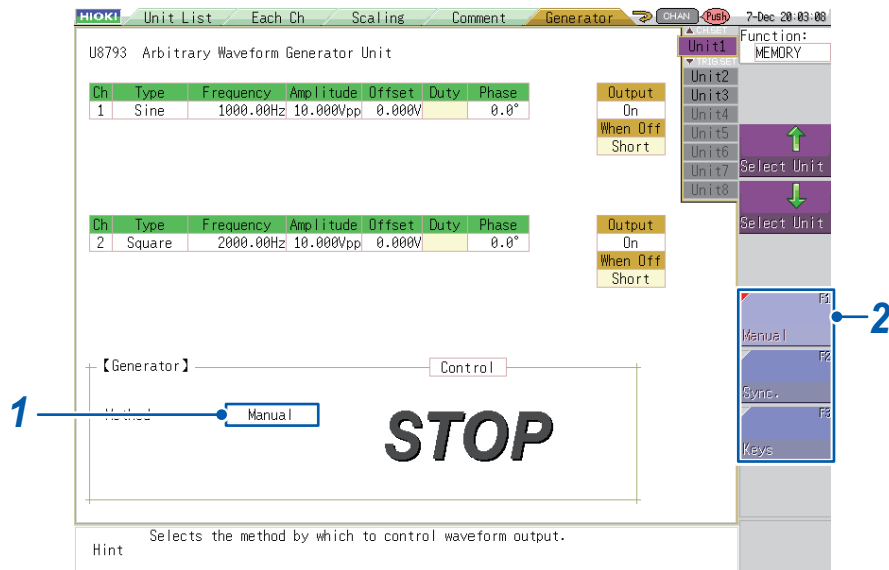 HIOKI Unit List Each Ch Scaling Comment Generator CHAN Push 7-Dec 20:03:08
U8793 Arbitrary Waveform Generator Unit
▲ CH SET
Unit1
▼ TRIG SET
Unit2
Unit3
Unit4
Unit5
Unit6
Unit7
Unit8
Function:
MEMORY
Select Unit
Select Unit
Ch Type Frequency Amplitude Offset Duty Phase
1 Sine 1000.00Hz 10.000Vpp 0.000V 0.0°
Output
On
When Off
Short
Ch Type Frequency Amplitude Offset Duty Phase
2 Square 2000.00Hz 10.000Vpp 0.000V 0.0°
Output
On
When Off
Short
F1
Manual
2
F2
Sync.
F3
Keys
【Generator】 Control
1
Manual
STOP
Selects the method by which to control waveform output.
Hint